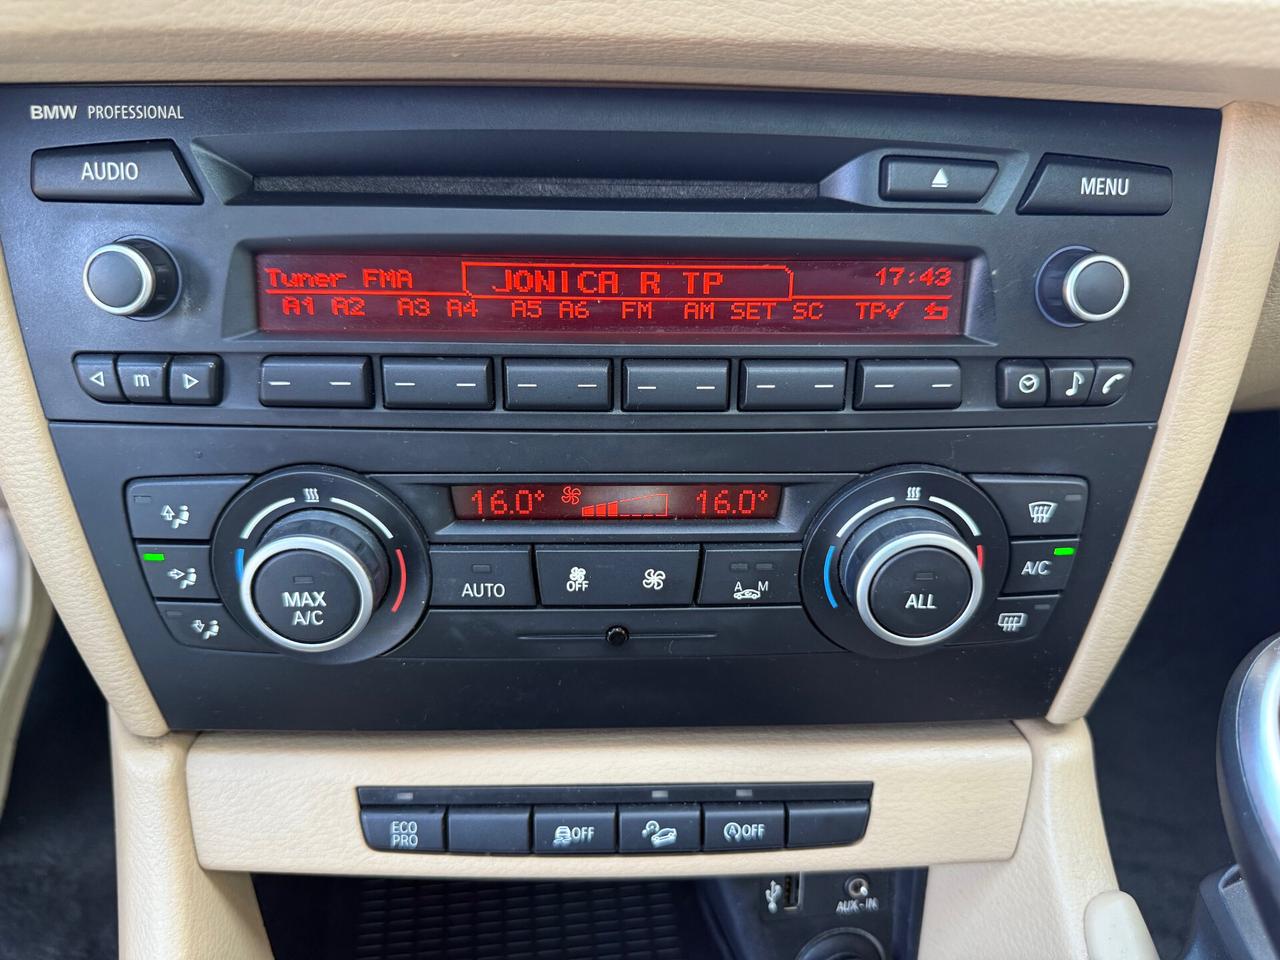 BMW PROFESSIONAL
AUDIO
MENU
Tuner FMA JONICA R TP 17:43
A1 A2 A3 A4 A5 A6 FM AM SET SC TP✓
m
16.0° 16.0°
MAX
A/C
AUTO
OFF
A M
ALL
A/C
ECO
PRO
OFF
OFF
AUX-IN